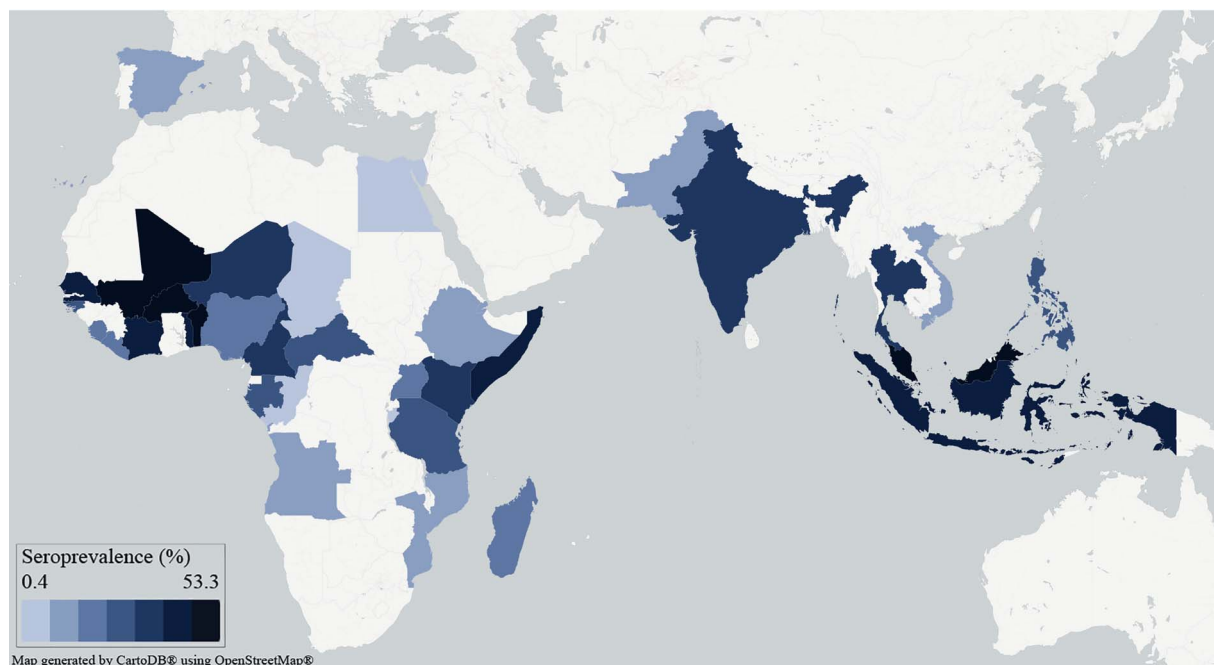 Seroprevalence (%)
0.4 53.3
Map generated by CartoDB® using OpenStreetMap®